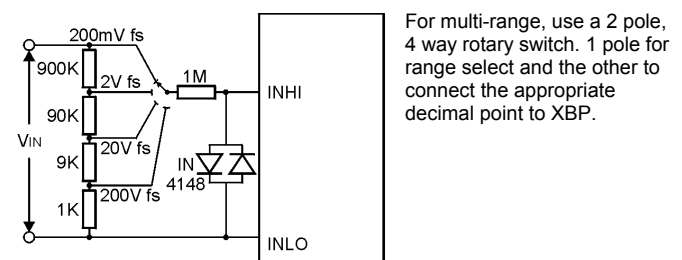 200mV fs
900K
2V fs
1M
INHI
90K
VIN
20V fs
9K
IN
4148
200V fs
1K
INLO
For multi-range, use a 2 pole,
4 way rotary switch. 1 pole for
range select and the other to
connect the appropriate
decimal point to XBP.